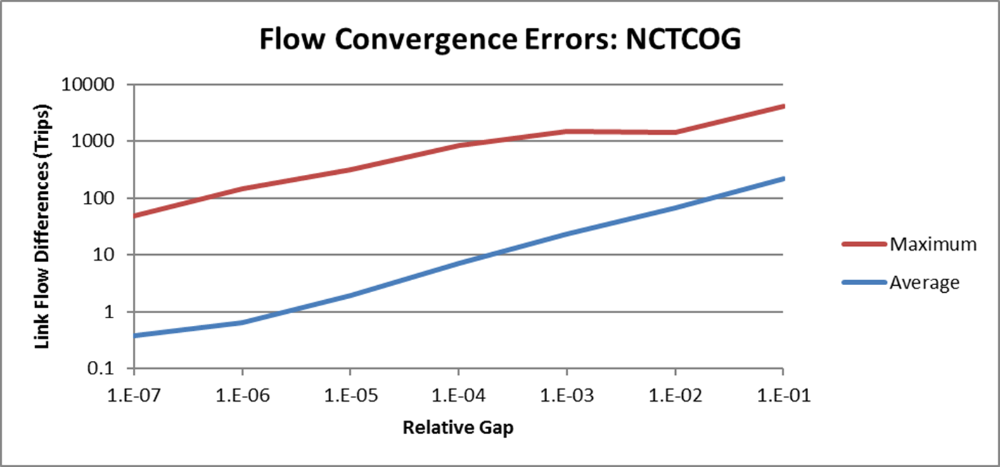 Flow Convergence Errors: NCTCOG
Link Flow Differences (Trips)
10000
1000
100
10
1
0.1
1.E-07 1.E-06 1.E-05 1.E-04 1.E-03 1.E-02 1.E-01
Relative Gap
Maximum
Average